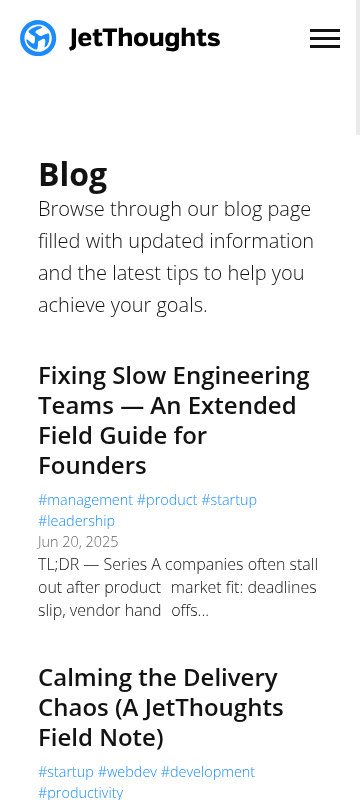 JetThoughts
Blog
Browse through our blog page
filled with updated information
and the latest tips to help you
achieve your goals.
Fixing Slow Engineering
Teams — An Extended
Field Guide for
Founders
#management #product #startup
#leadership
Jun 20, 2025
TL;DR — Series A companies often stall
out after product  market fit: deadlines
slip, vendor hand  offs...
Calming the Delivery
Chaos (A JetThoughts
Field Note)
#startup #webdev #development
#productivity